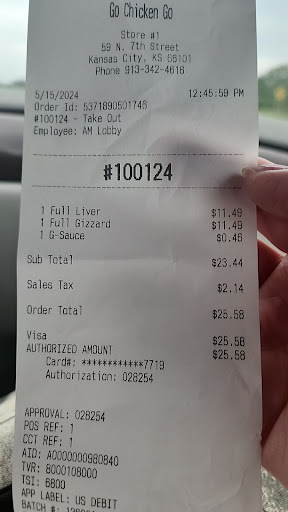 Go Chicken Go
Store #1
59 N. 7th Street
Kansas City, KS 66101
Phone 913-342-4616
5/15/2024 12:45:59 PM
Order Id: 5371890501746
#100124 - Take Out
Employee: AM Lobby
#100124
1 Full Liver $11.49
1 Full Gizzard $11.49
1 G-Sauce $0.46
Sub Total $23.44
Sales Tax $2.14
Order Total $25.58
Visa $25.58
AUTHORIZED AMOUNT $25.58
Card#: ************7719
Authorization: 028254
APPROVAL: 028254
POS REF: 1
CCT REF: 1
AID: A0000000980840
TVR: 8000108000
TSI: 6800
APP LABEL: US DEBIT
BATCH #: